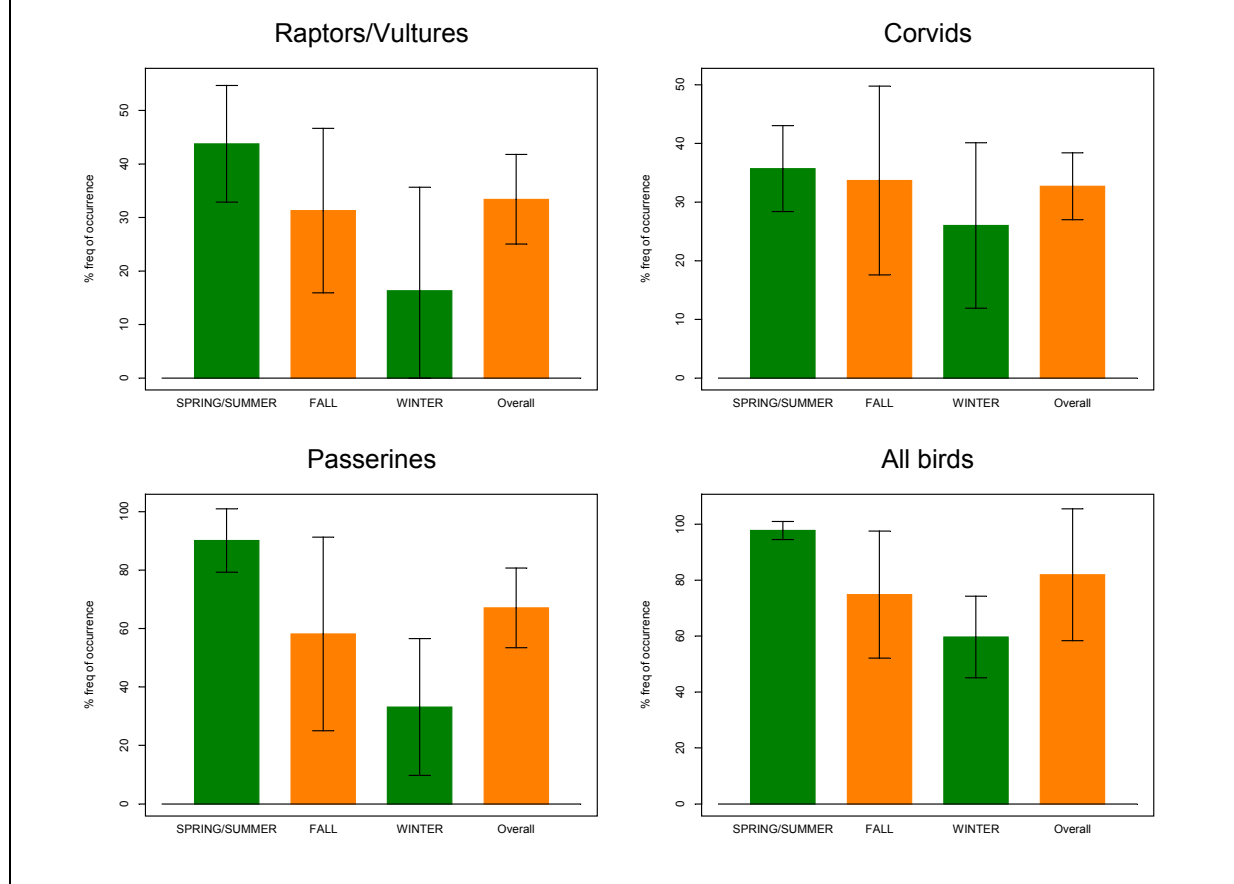 Raptors/Vultures
% freq of occurrence
50
40
30
20
10
0
SPRING/SUMMER FALL WINTER Overall
Corvids
% freq of occurrence
50
40
30
20
10
0
SPRING/SUMMER FALL WINTER Overall
Passerines
% freq of occurrence
100
80
60
40
20
0
SPRING/SUMMER FALL WINTER Overall
All birds
% freq of occurrence
100
80
60
40
20
0
SPRING/SUMMER FALL WINTER Overall